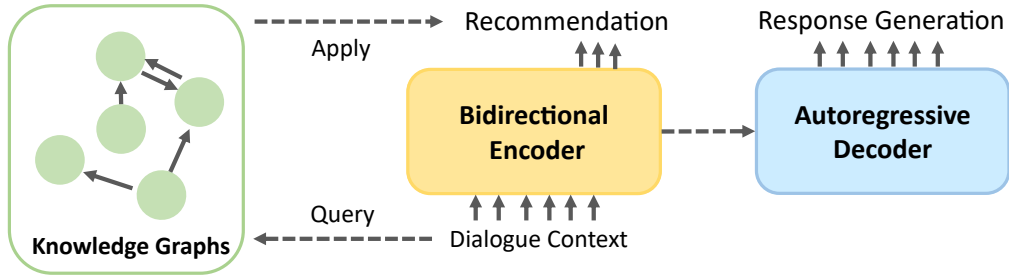 Recommendation
Response Generation
Apply
Bidirectional
Encoder
Autoregressive
Decoder
Query
Knowledge Graphs
Dialogue Context